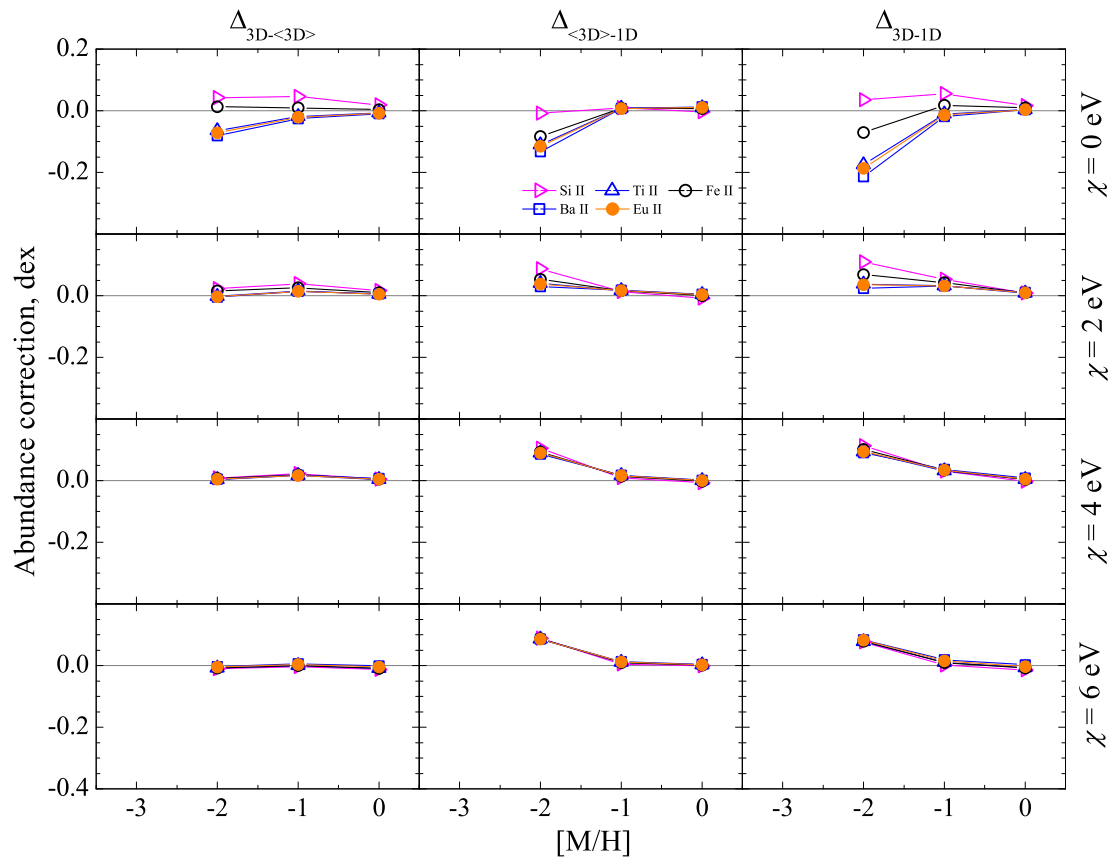 Δ3D-<3D> Δ<3D>-1D Δ3D-1D
0.2
0.0
-0.2
χ = 0 eV
Si II Ti II Fe II
Ba II Eu II
0.0
-0.2
χ = 2 eV
Abundance correction, dex
0.0
-0.2
χ = 4 eV
0.0
-0.2
-0.4
χ = 6 eV
-3 -2 -1 0 -3 -2 -1 0 -3 -2 -1 0
[M/H]